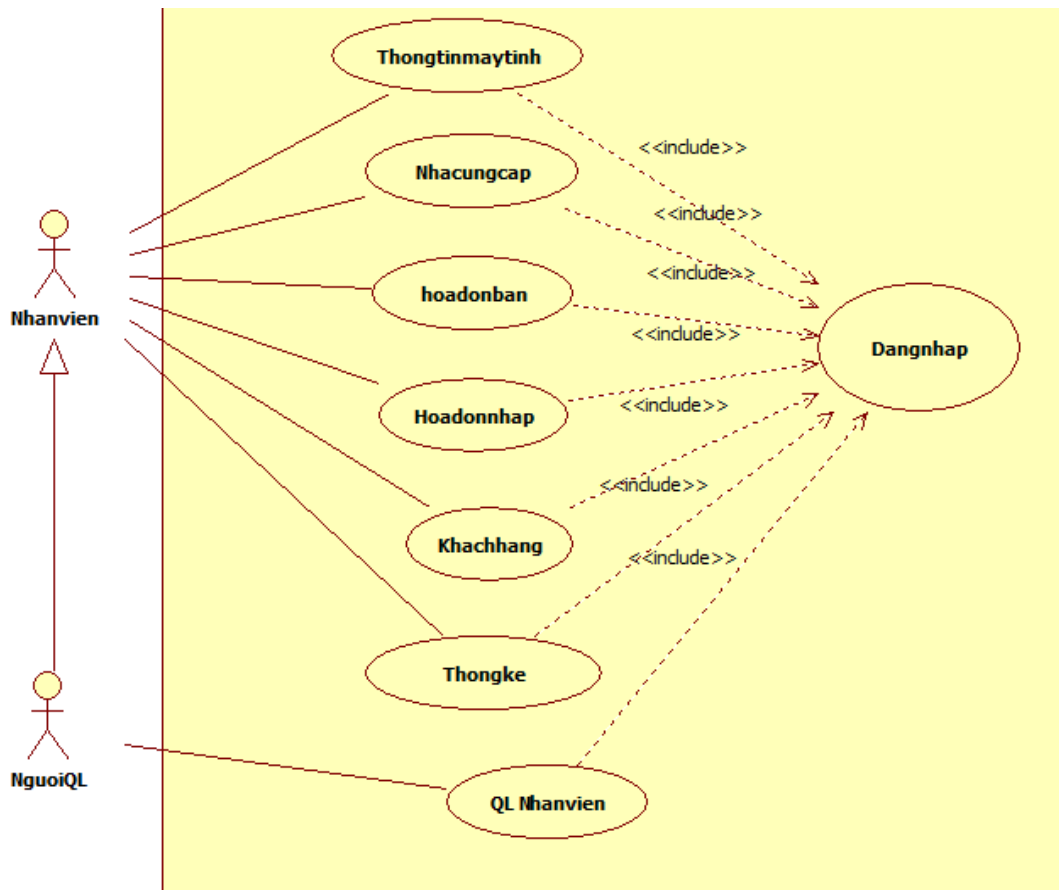 Thongtinmaytinh
<<include>>
Nhacungcap
<<include>>
Nhanvien
hoadonban
<<include>>
<<include>>
Dangnhap
Hoadonnhap
<<include>>
Khachhang
<<include>>
<<include>>
Thongke
NguoiQL
QL Nhanvien